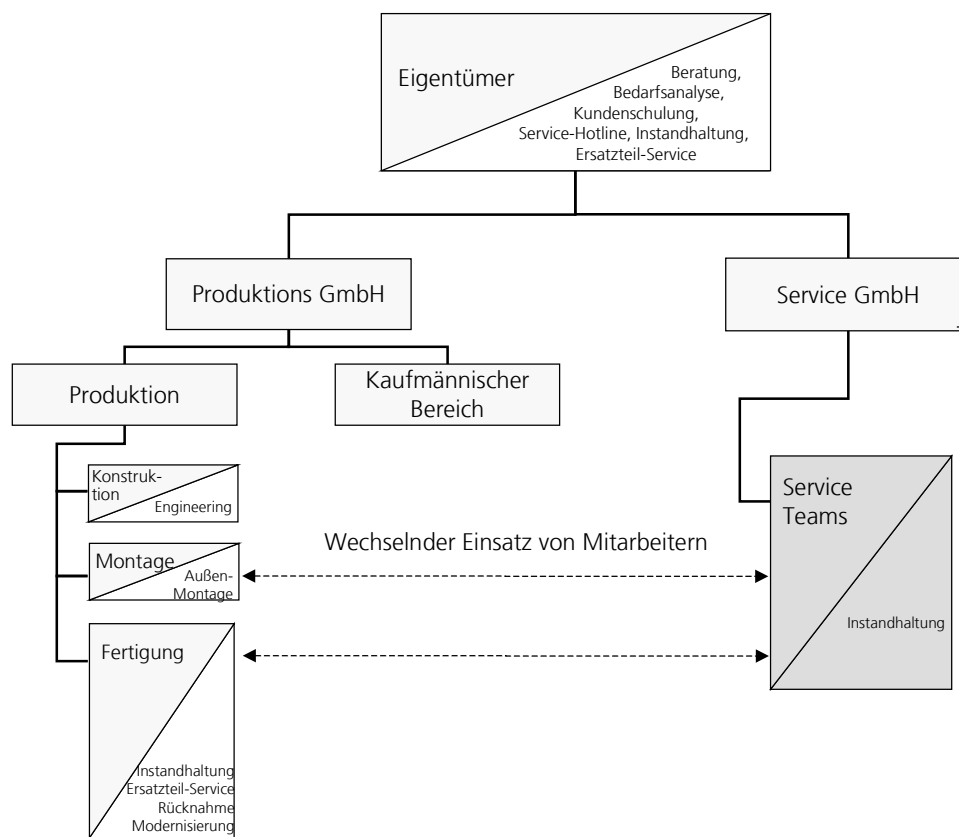 Eigentümer
Beratung,
Bedarfsanalyse,
Kundenschulung,
Service-Hotline, Instandhaltung,
Ersatzteil-Service
Produktions GmbH
Service GmbH
Produktion
Kaufmännischer
Bereich
Konstruk-
tion
Engineering
Service
Teams
Wechselnder Einsatz von Mitarbeitern
Montage
Außen-
Montage
Instandhaltung
Fertigung
Instandhaltung
Ersatzteil-Service
Rücknahme
Modernisierung